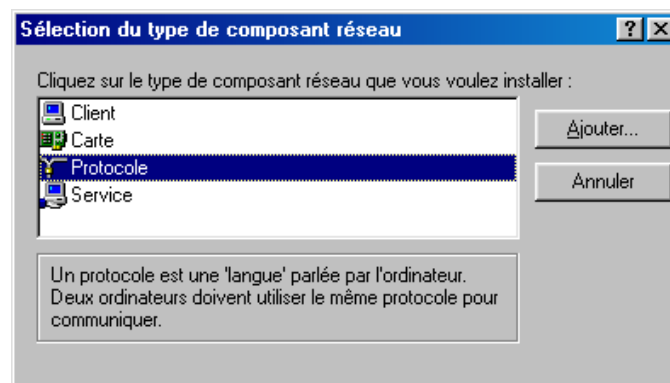 Sélection du type de composant réseau
Cliquez sur le type de composant réseau que vous voulez installer :
Client
Carte
Protocole
Service
Ajouter...
Annuler
Un protocole est une 'langue' parlée par l'ordinateur.
Deux ordinateurs doivent utiliser le même protocole pour
communiquer.